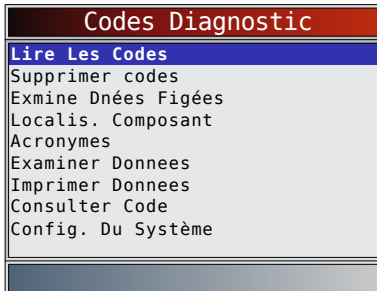 Codes Diagnostic
Lire Les Codes
Supprimer codes
Exmine Dnées Figées
Localis. Composant
Acronymes
Examiner Donnees
Imprimer Donnees
Consulter Code
Config. Du Système